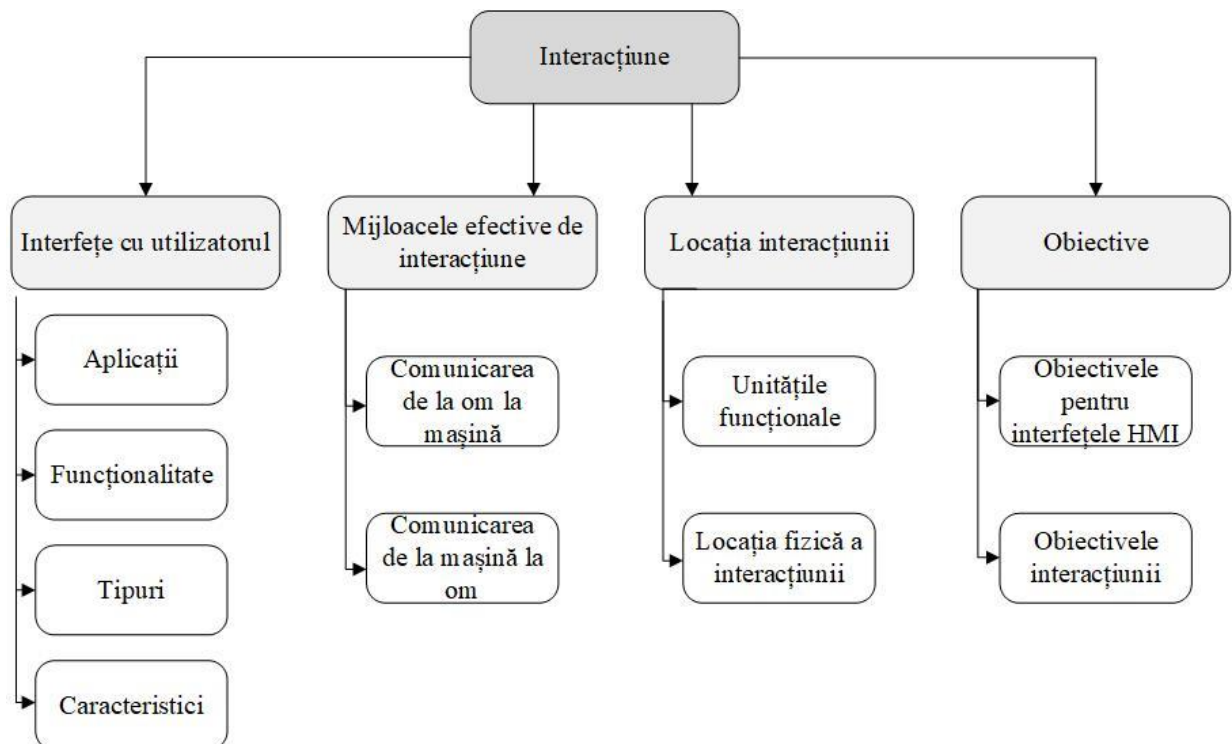 Interacțiune
Interfețe cu utilizatorul
Mijloacele efective de
interacțiune
Locația interacțiunii
Obiective
Aplicații
Funcționalitate
Tipuri
Caracteristici
Comunicarea
de la om la
mașină
Comunicarea
de la mașină la
om
Unitățile
funcționale
Locația fizică a
interacțiunii
Obiectivele
pentru
interfețele HMI
Obiectivele
interacțiunii